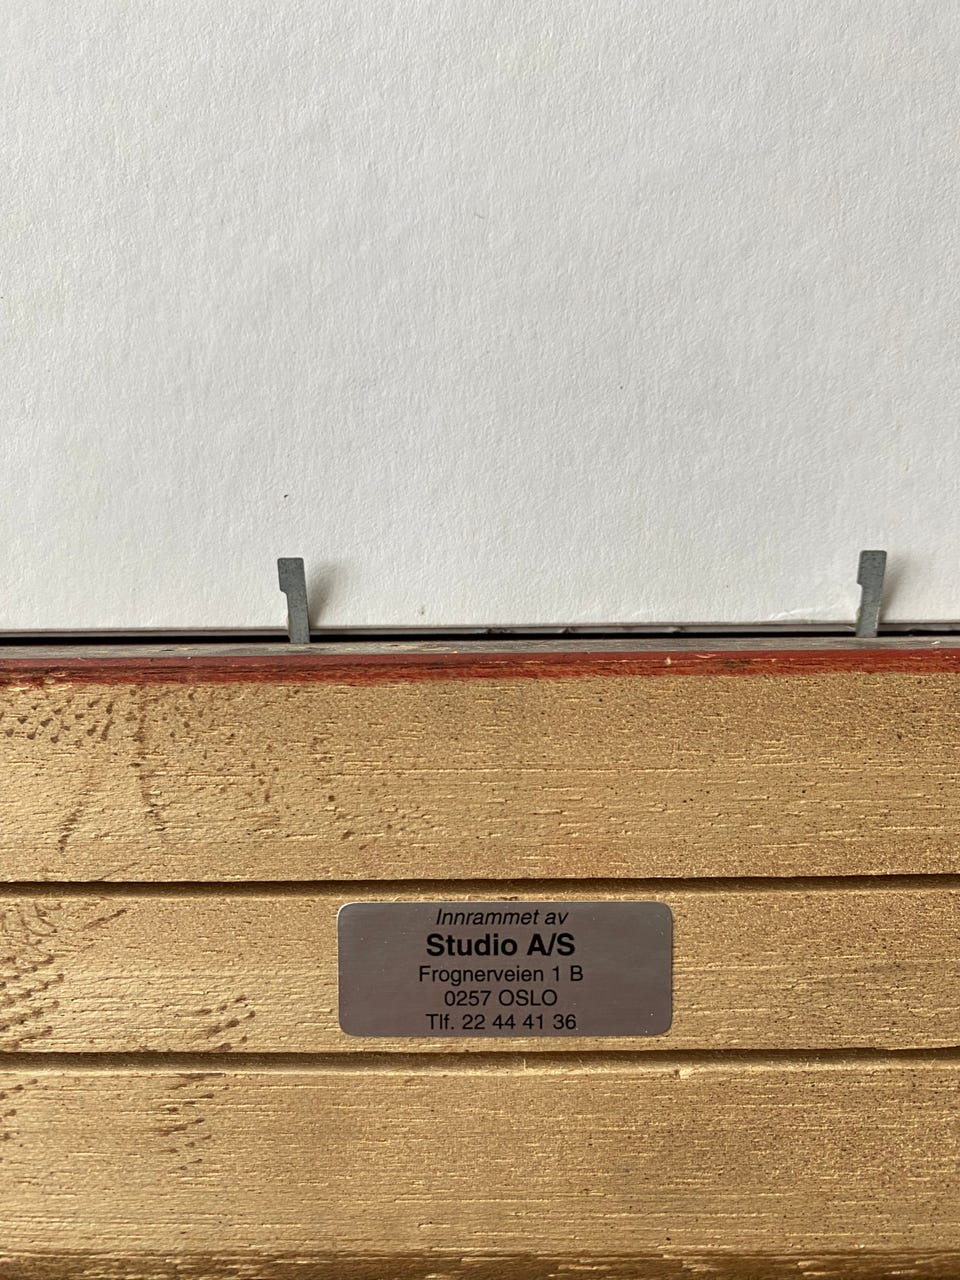 Innrammet av
Studio A/S
Frognerveien 1 B
0257 OSLO
Tlf. 22 44 41 36